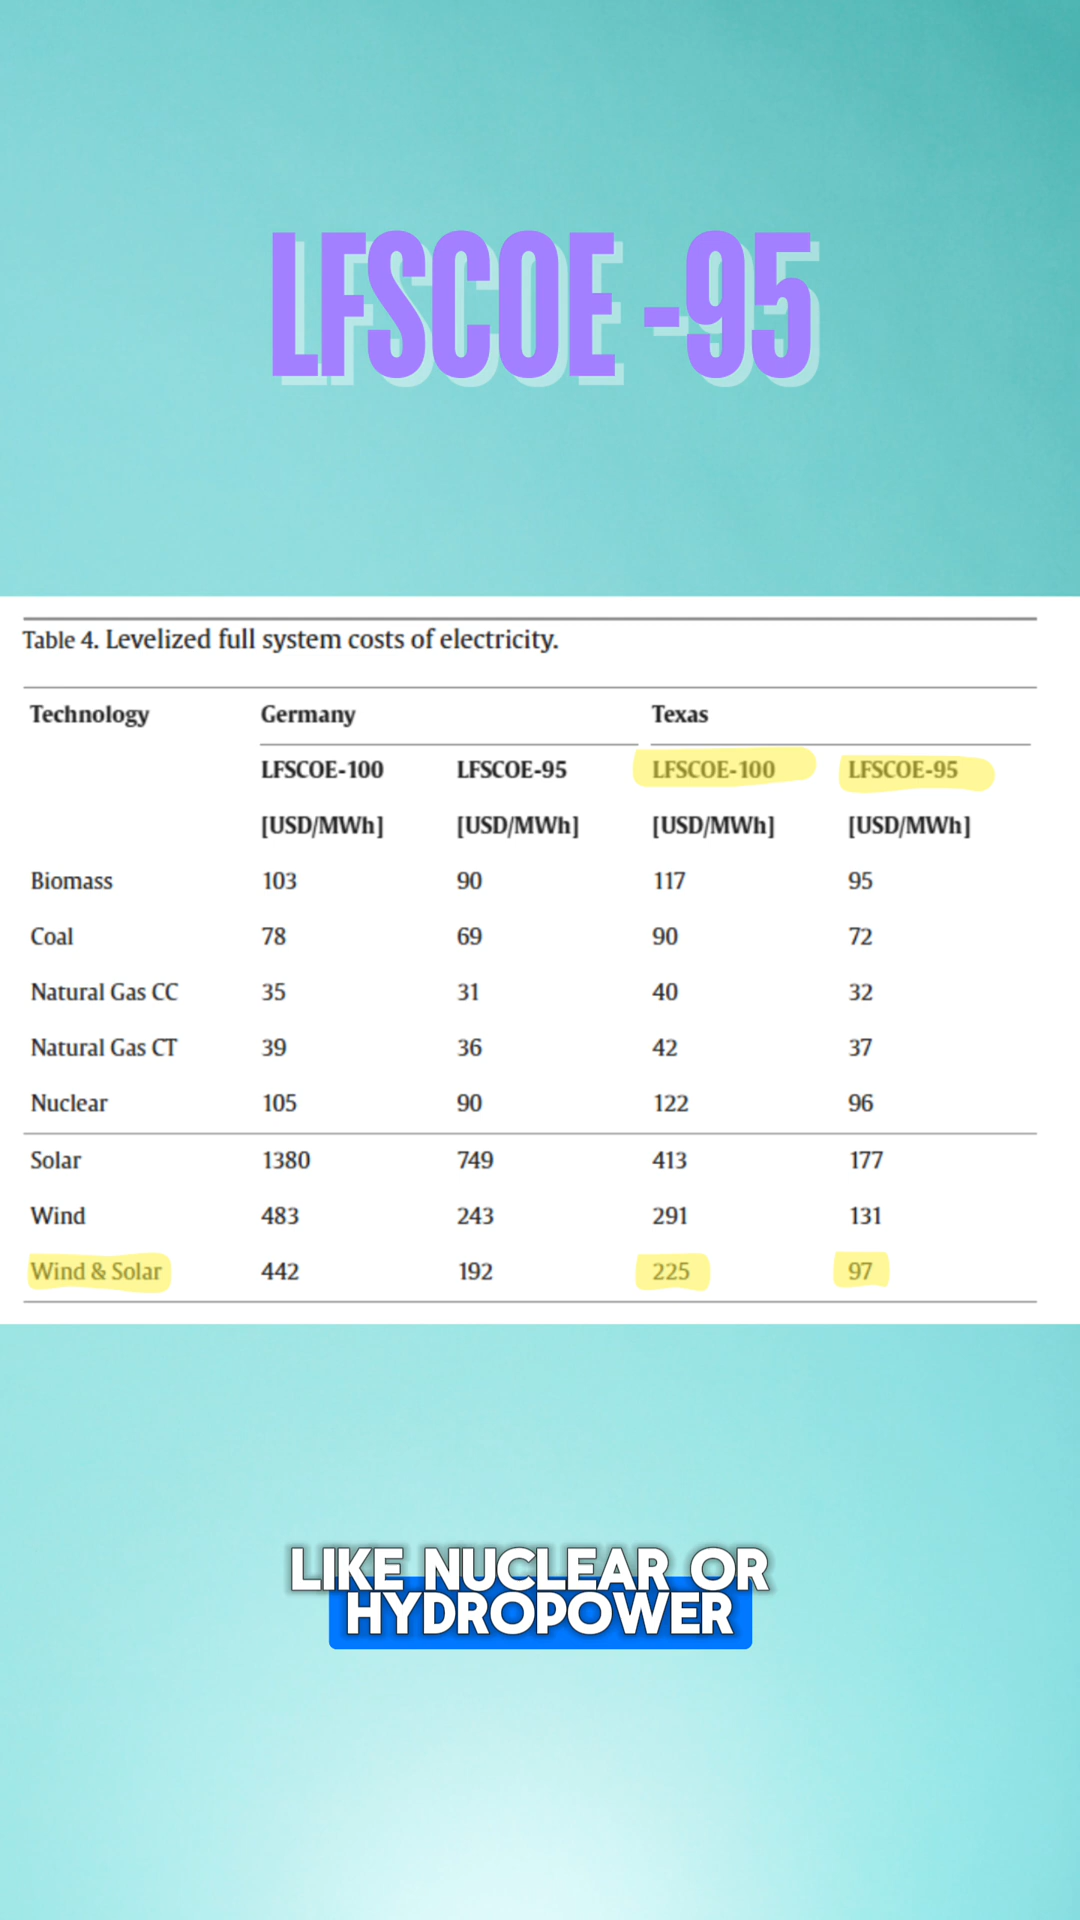 LFSCOE -95
Table 4. Levelized full system costs of electricity.
Technology Germany Texas
LFSCOE-100 LFSCOE-95 LFSCOE-100 LFSCOE-95
[USD/MWh] [USD/MWh] [USD/MWh] [USD/MWh]
Biomass 103 90 117 95
Coal 78 69 90 72
Natural Gas CC 35 31 40 32
Natural Gas CT 39 36 42 37
Nuclear 105 90 122 96
Solar 1380 749 413 177
Wind 483 243 291 131
Wind & Solar 442 192 225 97
LIKE NUCLEAR OR
HYDROPOWER